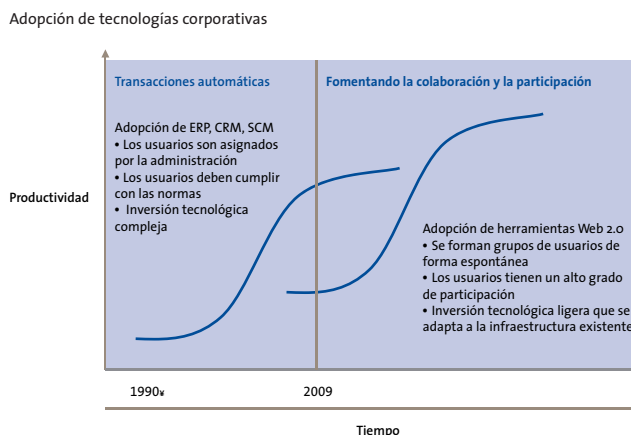 Adopción de tecnologías corporativas
Transacciones automáticas
Fomentando la colaboración y la participación
Adopción de ERP, CRM, SCM
• Los usuarios son asignados
por la administración
• Los usuarios deben cumplir
con las normas
• Inversión tecnológica
compleja
Productividad
Adopción de herramientas Web 2.0
• Se forman grupos de usuarios de
forma espontánea
• Los usuarios tienen un alto grado
de participación
• Inversión tecnológica ligera que se
adapta a la infraestructura existente
1990¥
2009
Tiempo